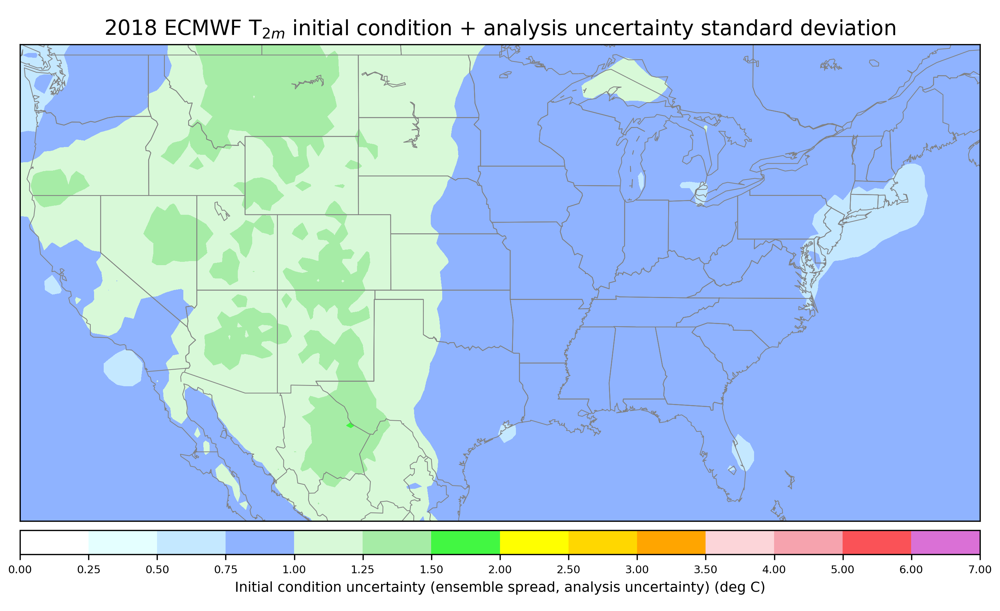 2018 ECMWF T2m initial condition + analysis uncertainty standard deviation
0.00 0.25 0.50 0.75 1.00 1.25 1.50 2.00 2.50 3.00 3.50 4.00 5.00 6.00 7.00
Initial condition uncertainty (ensemble spread, analysis uncertainty) (deg C)